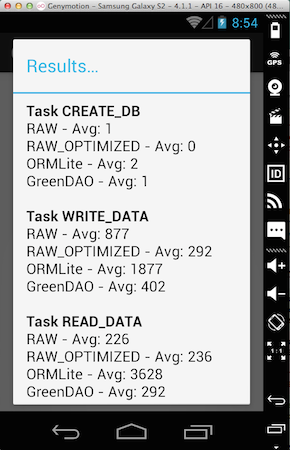 Genymotion - Samsung Galaxy S2 - 4.1.1 - API 16 - 480x800 (48...
8:54
Results...
GPS
Task CREATE_DB
RAW - Avg: 1
RAW_OPTIMIZED - Avg: 0
ORMLite - Avg: 2
GreenDAO - Avg: 1
ID
Task WRITE_DATA
RAW - Avg: 877
RAW_OPTIMIZED - Avg: 292
ORMLite - Avg: 1877
GreenDAO - Avg: 402
Task READ_DATA
RAW - Avg: 226
RAW_OPTIMIZED - Avg: 236
ORMLite - Avg: 3628
GreenDAO - Avg: 292
1:1